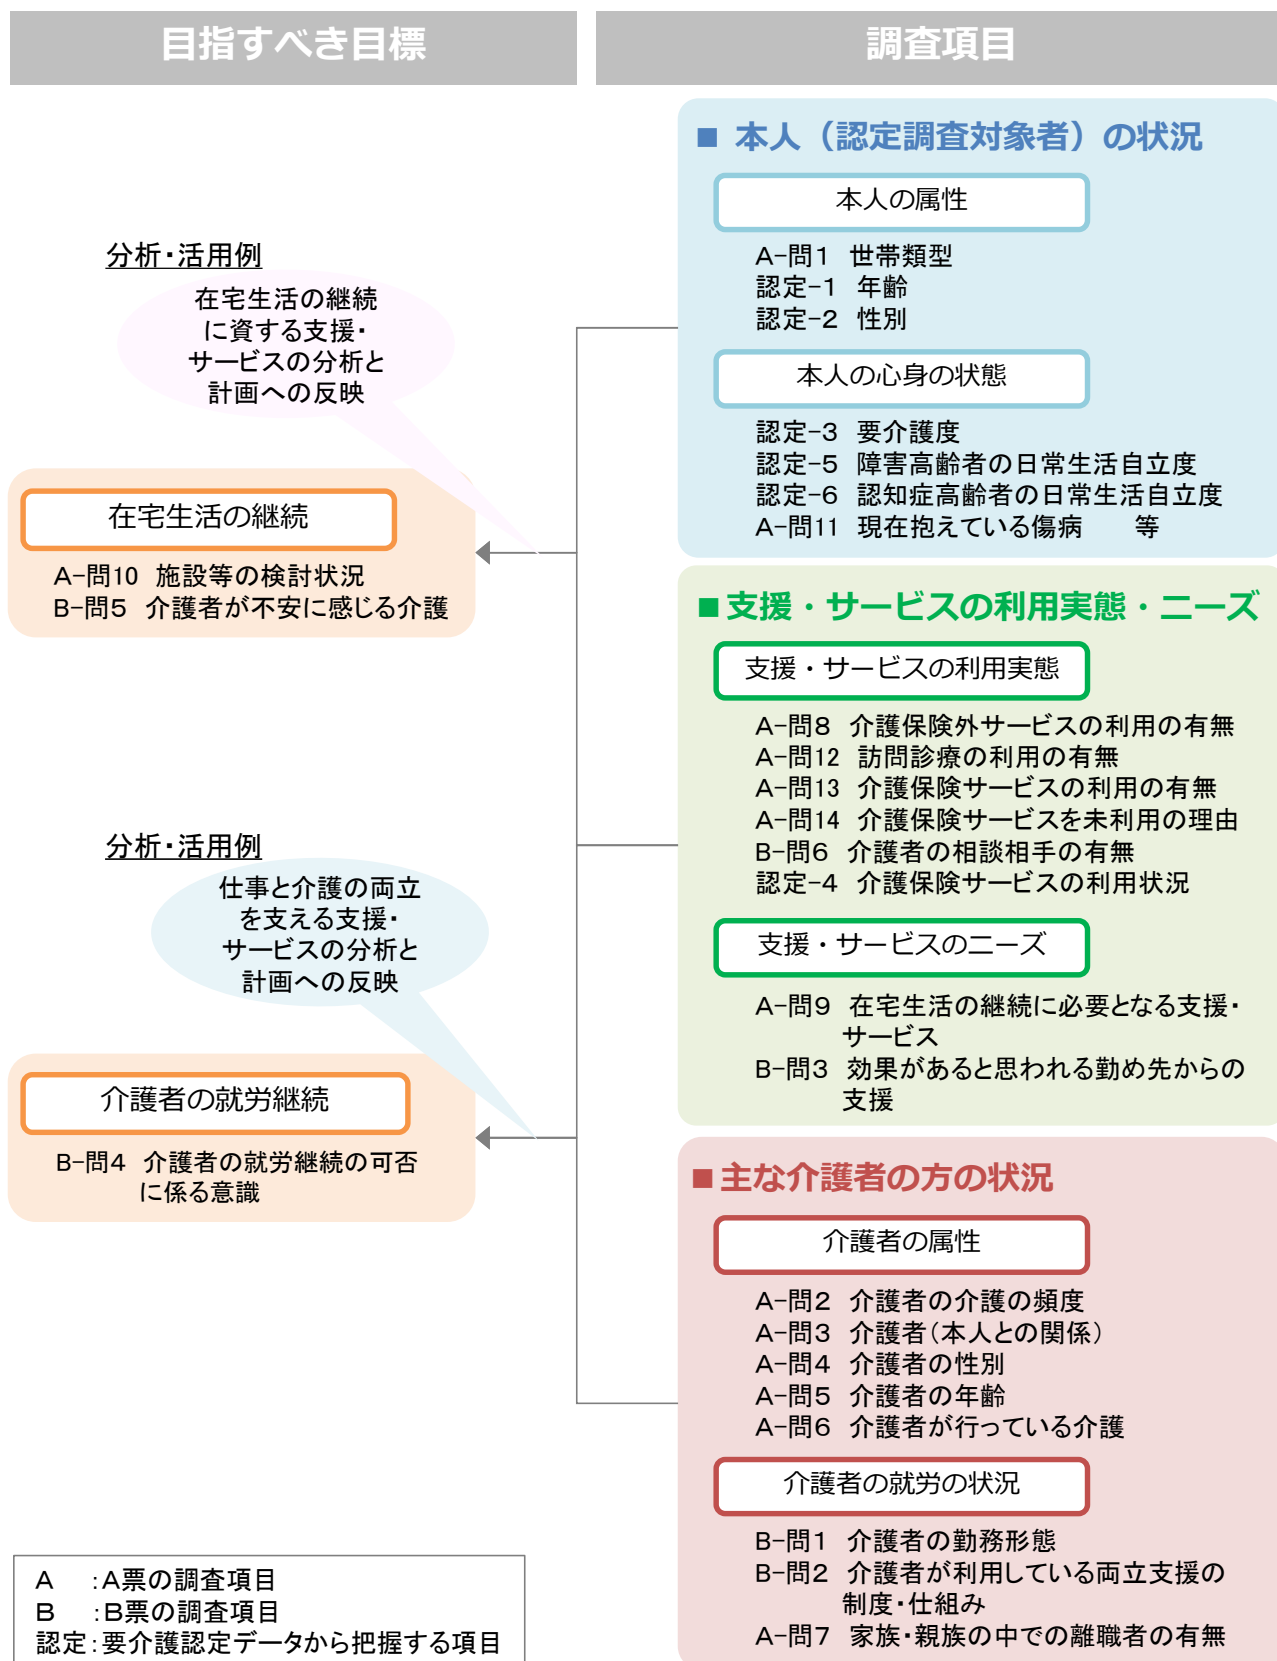 目指すべき目標
調査項目
分析・活用例
在宅生活の継続
に資する支援・
サービスの分析と
計画への反映
在宅生活の継続
A-問10 施設等の検討状況
B-問5 介護者が不安に感じる介護
分析・活用例
仕事と介護の両立
を支える支援・
サービスの分析と
計画への反映
介護者の就労継続
B-問4 介護者の就労継続の可否
に係る意識
■ 本人（認定調査対象者）の状況
本人の属性
A-問1 世帯類型
認定-1 年齢
認定-2 性別
本人の心身の状態
認定-3 要介護度
認定-5 障害高齢者の日常生活自立度
認定-6 認知症高齢者の日常生活自立度
A-問11 現在抱えている傷病　　等
■ 支援・サービスの利用実態・ニーズ
支援・サービスの利用実態
A-問8 介護保険外サービスの利用の有無
A-問12 訪問診療の利用の有無
A-問13 介護保険サービスの利用の有無
A-問14 介護保険サービスを未利用の理由
B-問6 介護者の相談相手の有無
認定-4 介護保険サービスの利用状況
支援・サービスのニーズ
A-問9 在宅生活の継続に必要となる支援・
サービス
B-問3 効果があると思われる勤め先からの
支援
■ 主な介護者の方の状況
介護者の属性
A-問2 介護者の介護の頻度
A-問3 介護者（本人との関係）
A-問4 介護者の性別
A-問5 介護者の年齢
A-問6 介護者が行っている介護
介護者の就労の状況
B-問1 介護者の勤務形態
B-問2 介護者が利用している両立支援の
制度・仕組み
A-問7 家族・親族の中での離職者の有無
A　：A票の調査項目
B　：B票の調査項目
認定：要介護認定データから把握する項目